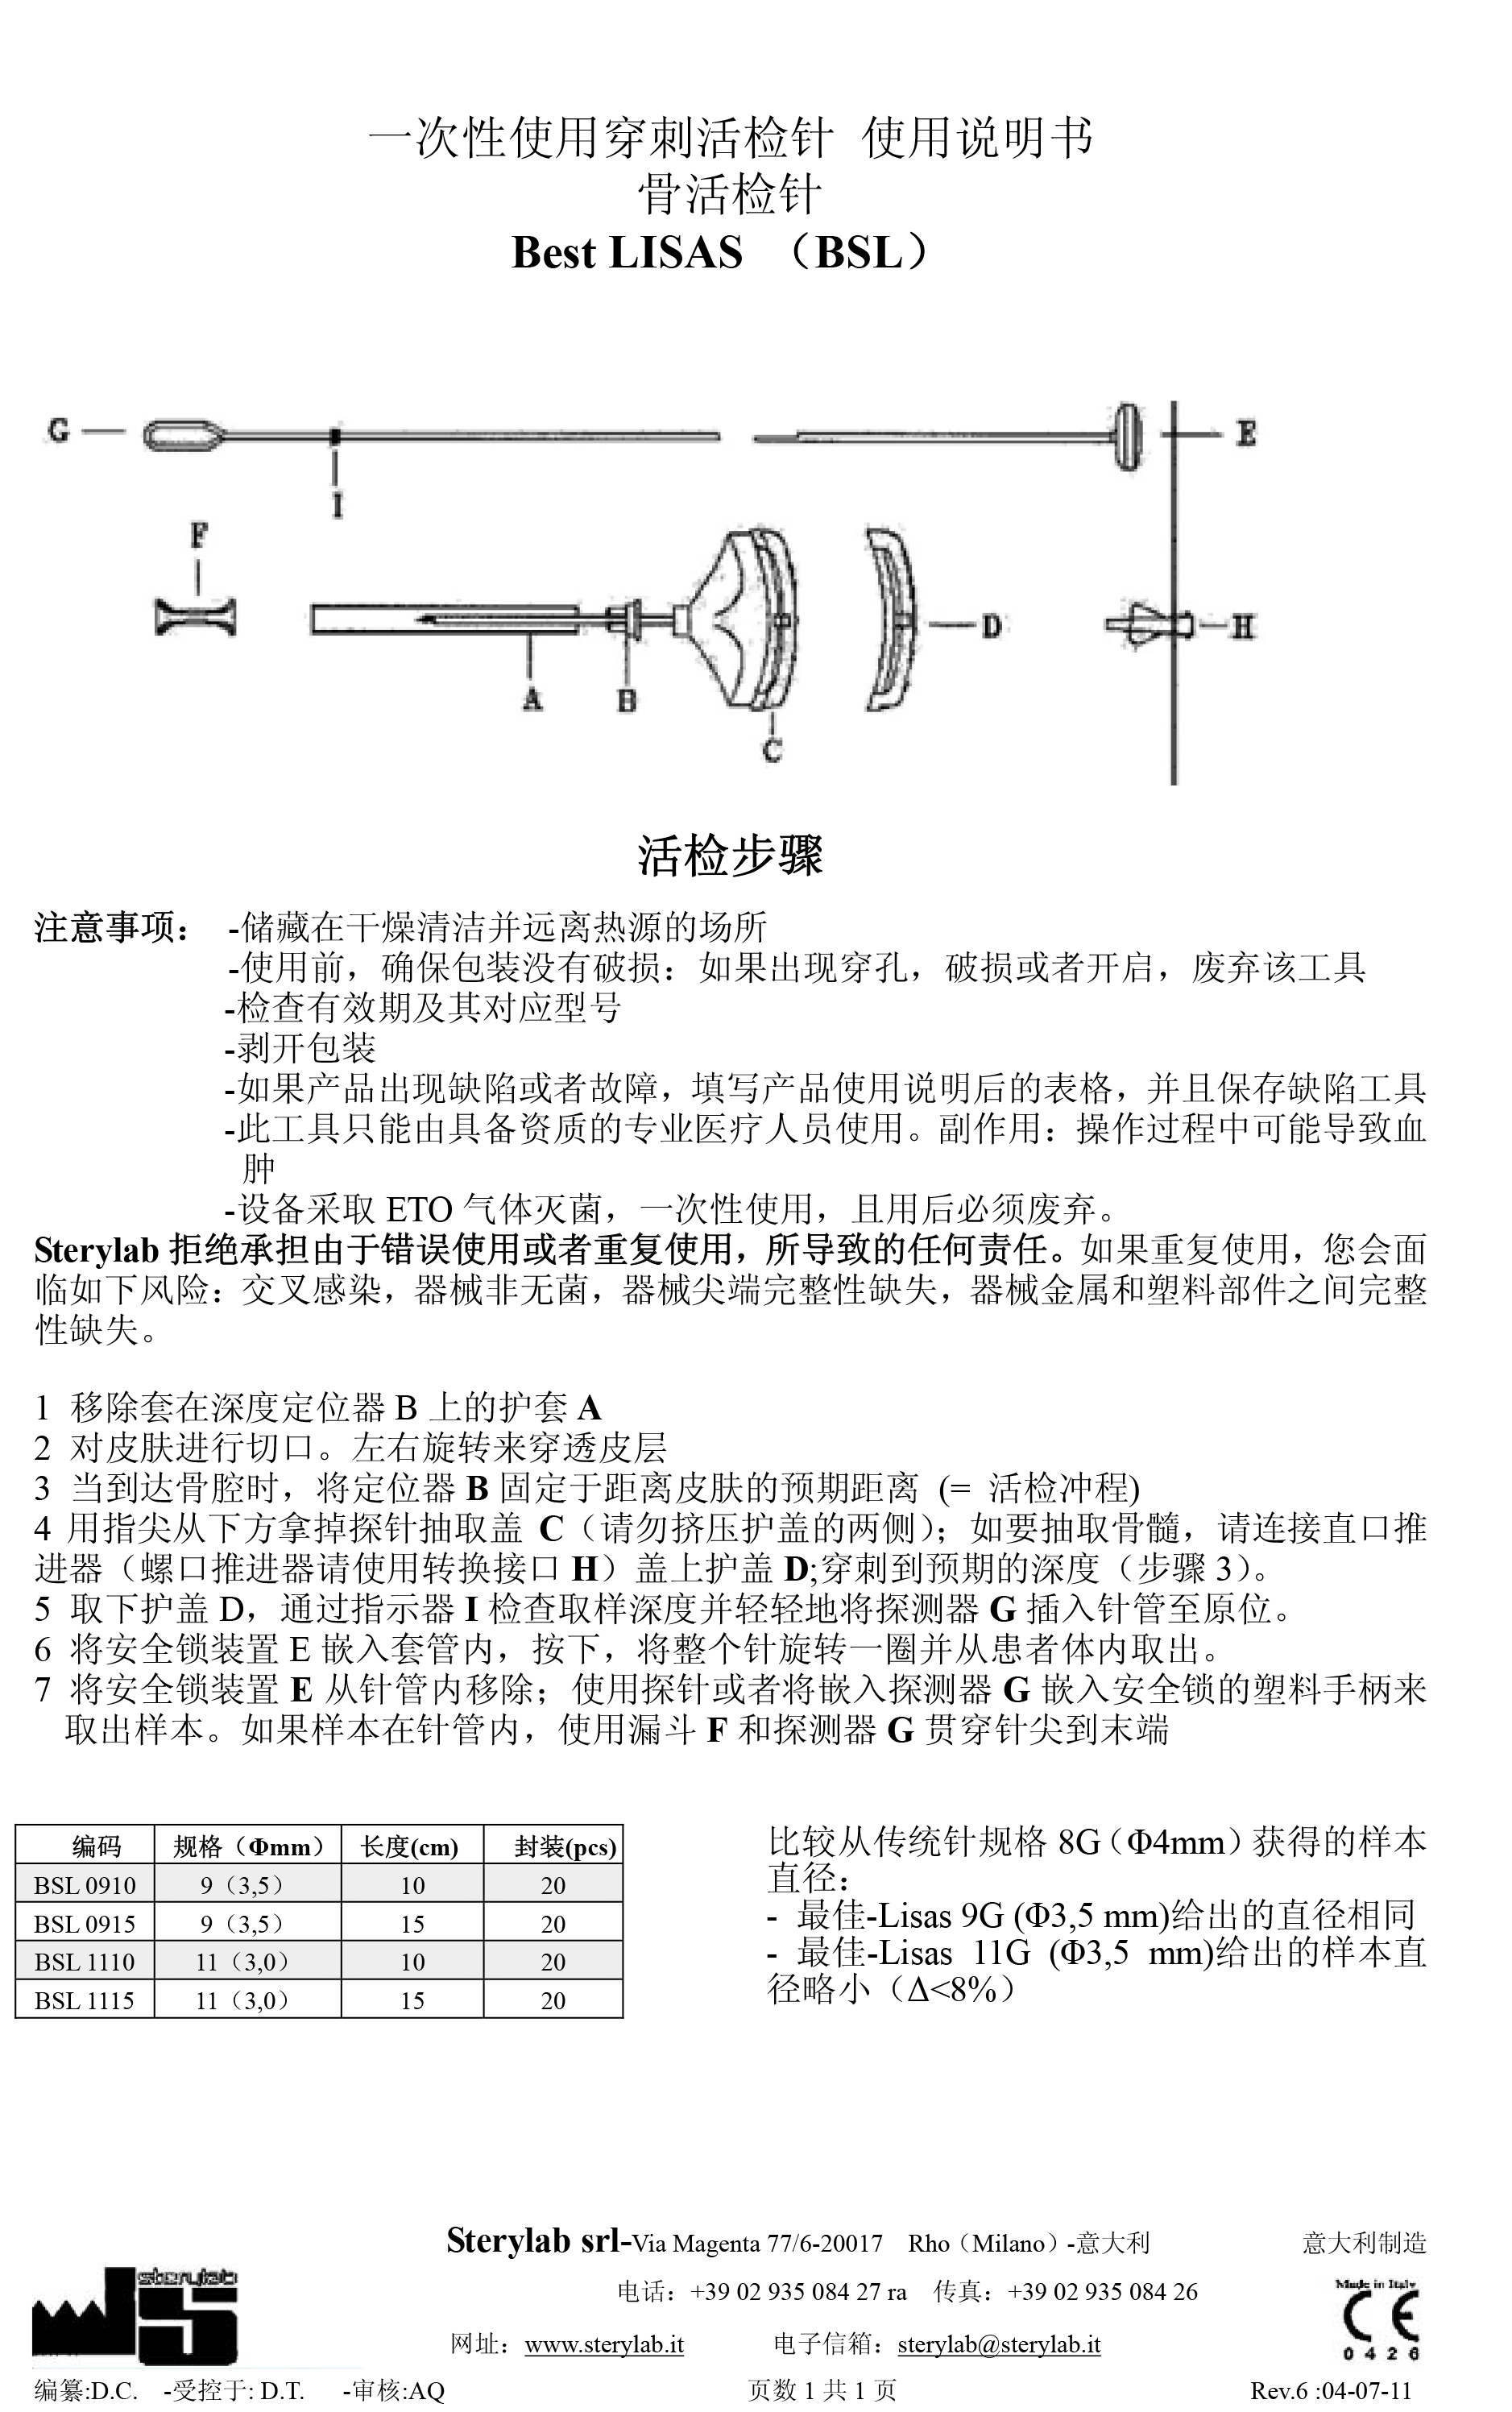 一次性使用穿刺活检针 使用说明书
骨活检针
Best LISAS （BSL）
G
E
I
F
D
H
A
B
C
活检步骤
注意事项： -储藏在干燥清洁并远离热源的场所
-使用前，确保包装没有破损：如果出现穿孔，破损或者开启，废弃该工具
-检查有效期及其对应型号
-剥开包装
-如果产品出现缺陷或者故障，填写产品使用说明后的表格，并且保存缺陷工具
-此工具只能由具备资质的专业医疗人员使用。副作用：操作过程中可能导致血
肿
-设备采取 ETO 气体灭菌，一次性使用，且用后必须废弃。
Sterylab 拒绝承担由于错误使用或者重复使用，所导致的任何责任。如果重复使用，您会面
临如下风险：交叉感染，器械非无菌，器械尖端完整性缺失，器械金属和塑料部件之间完整
性缺失。
1 移除套在深度定位器 B 上的护套 A
2 对皮肤进行切口。左右旋转来穿透皮层
3 当到达骨腔时，将定位器 B 固定于距离皮肤的预期距离 (= 活检冲程)
4 用指尖从下方拿掉探针抽取盖 C（请勿挤压护盖的两侧）；如要抽取骨髓，请连接直口推
进器（螺口推进器请使用转换接口 H）盖上护盖 D;穿刺到预期的深度（步骤 3）。
5 取下护盖 D，通过指示器 I 检查取样深度并轻轻地将探测器 G 插入针管至原位。
6 将安全锁装置 E 嵌入套管内，按下，将整个针旋转一圈并从患者体内取出。
7 将安全锁装置 E 从针管内移除；使用探针或者将嵌入探测器 G 嵌入安全锁的塑料手柄来
取出样本。如果样本在针管内，使用漏斗 F 和探测器 G 贯穿针尖到末端
编码 规格（Φmm） 长度(cm) 封装(pcs)
BSL 0910 9（3,5） 10 20
BSL 0915 9（3,5） 15 20
BSL 1110 11（3,0） 10 20
BSL 1115 11（3,0） 15 20
比较从传统针规格 8G（Φ4mm）获得的样本
直径：
- 最佳-Lisas 9G (Φ3,5 mm)给出的直径相同
- 最佳-Lisas 11G (Φ3,5 mm)给出的样本直
径略小（Δ<8%）
Sterylab srl-Via Magenta 77/6-20017 Rho（Milano）-意大利 意大利制造
电话：+39 02 935 084 27 ra 传真：+39 02 935 084 26
网址：www.sterylab.it 电子信箱：sterylab@sterylab.it
sterylab
Made in Italy
CE
0426
编纂:D.C. -受控于: D.T. -审核:AQ 页数 1 共 1 页 Rev.6 :04-07-11